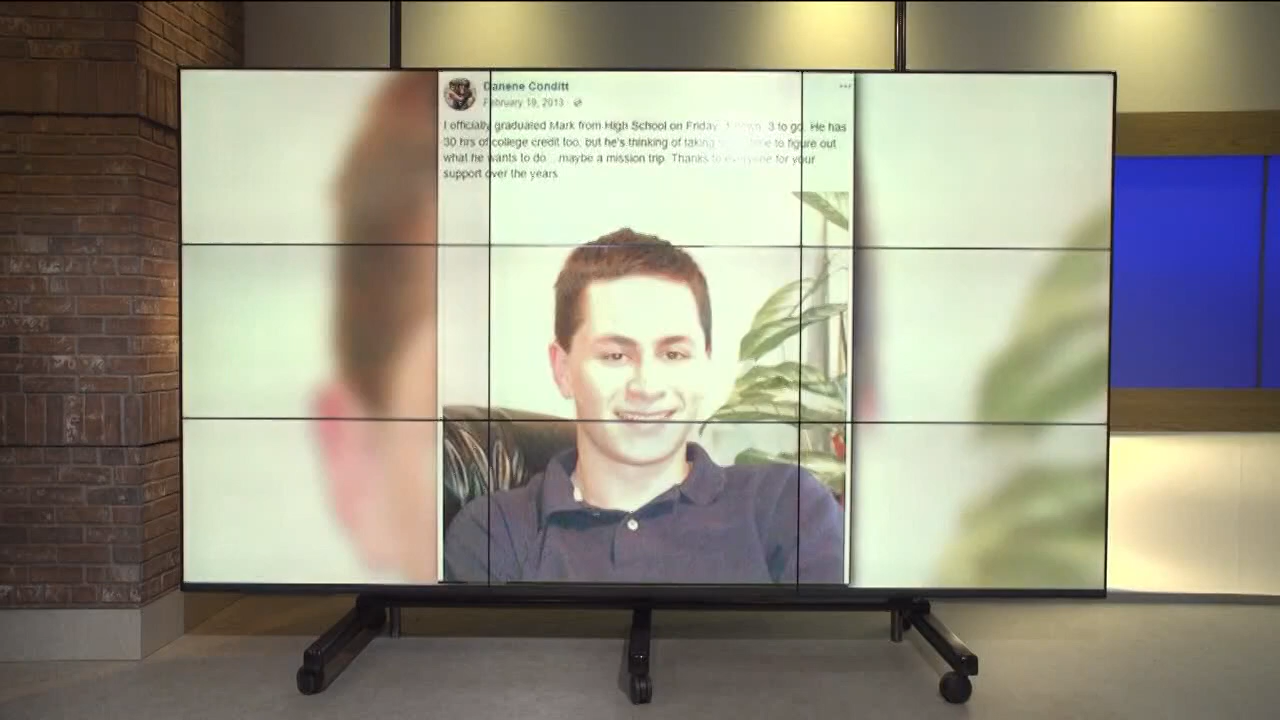 Danene Conditt
February 19, 2013
I officially graduated Mark from High School on Friday. 3 to go. He has
30 hrs of college credit too, but he's thinking of taking to figure out
what he wants to do... maybe a mission trip. Thanks to everyone for your
support over the years